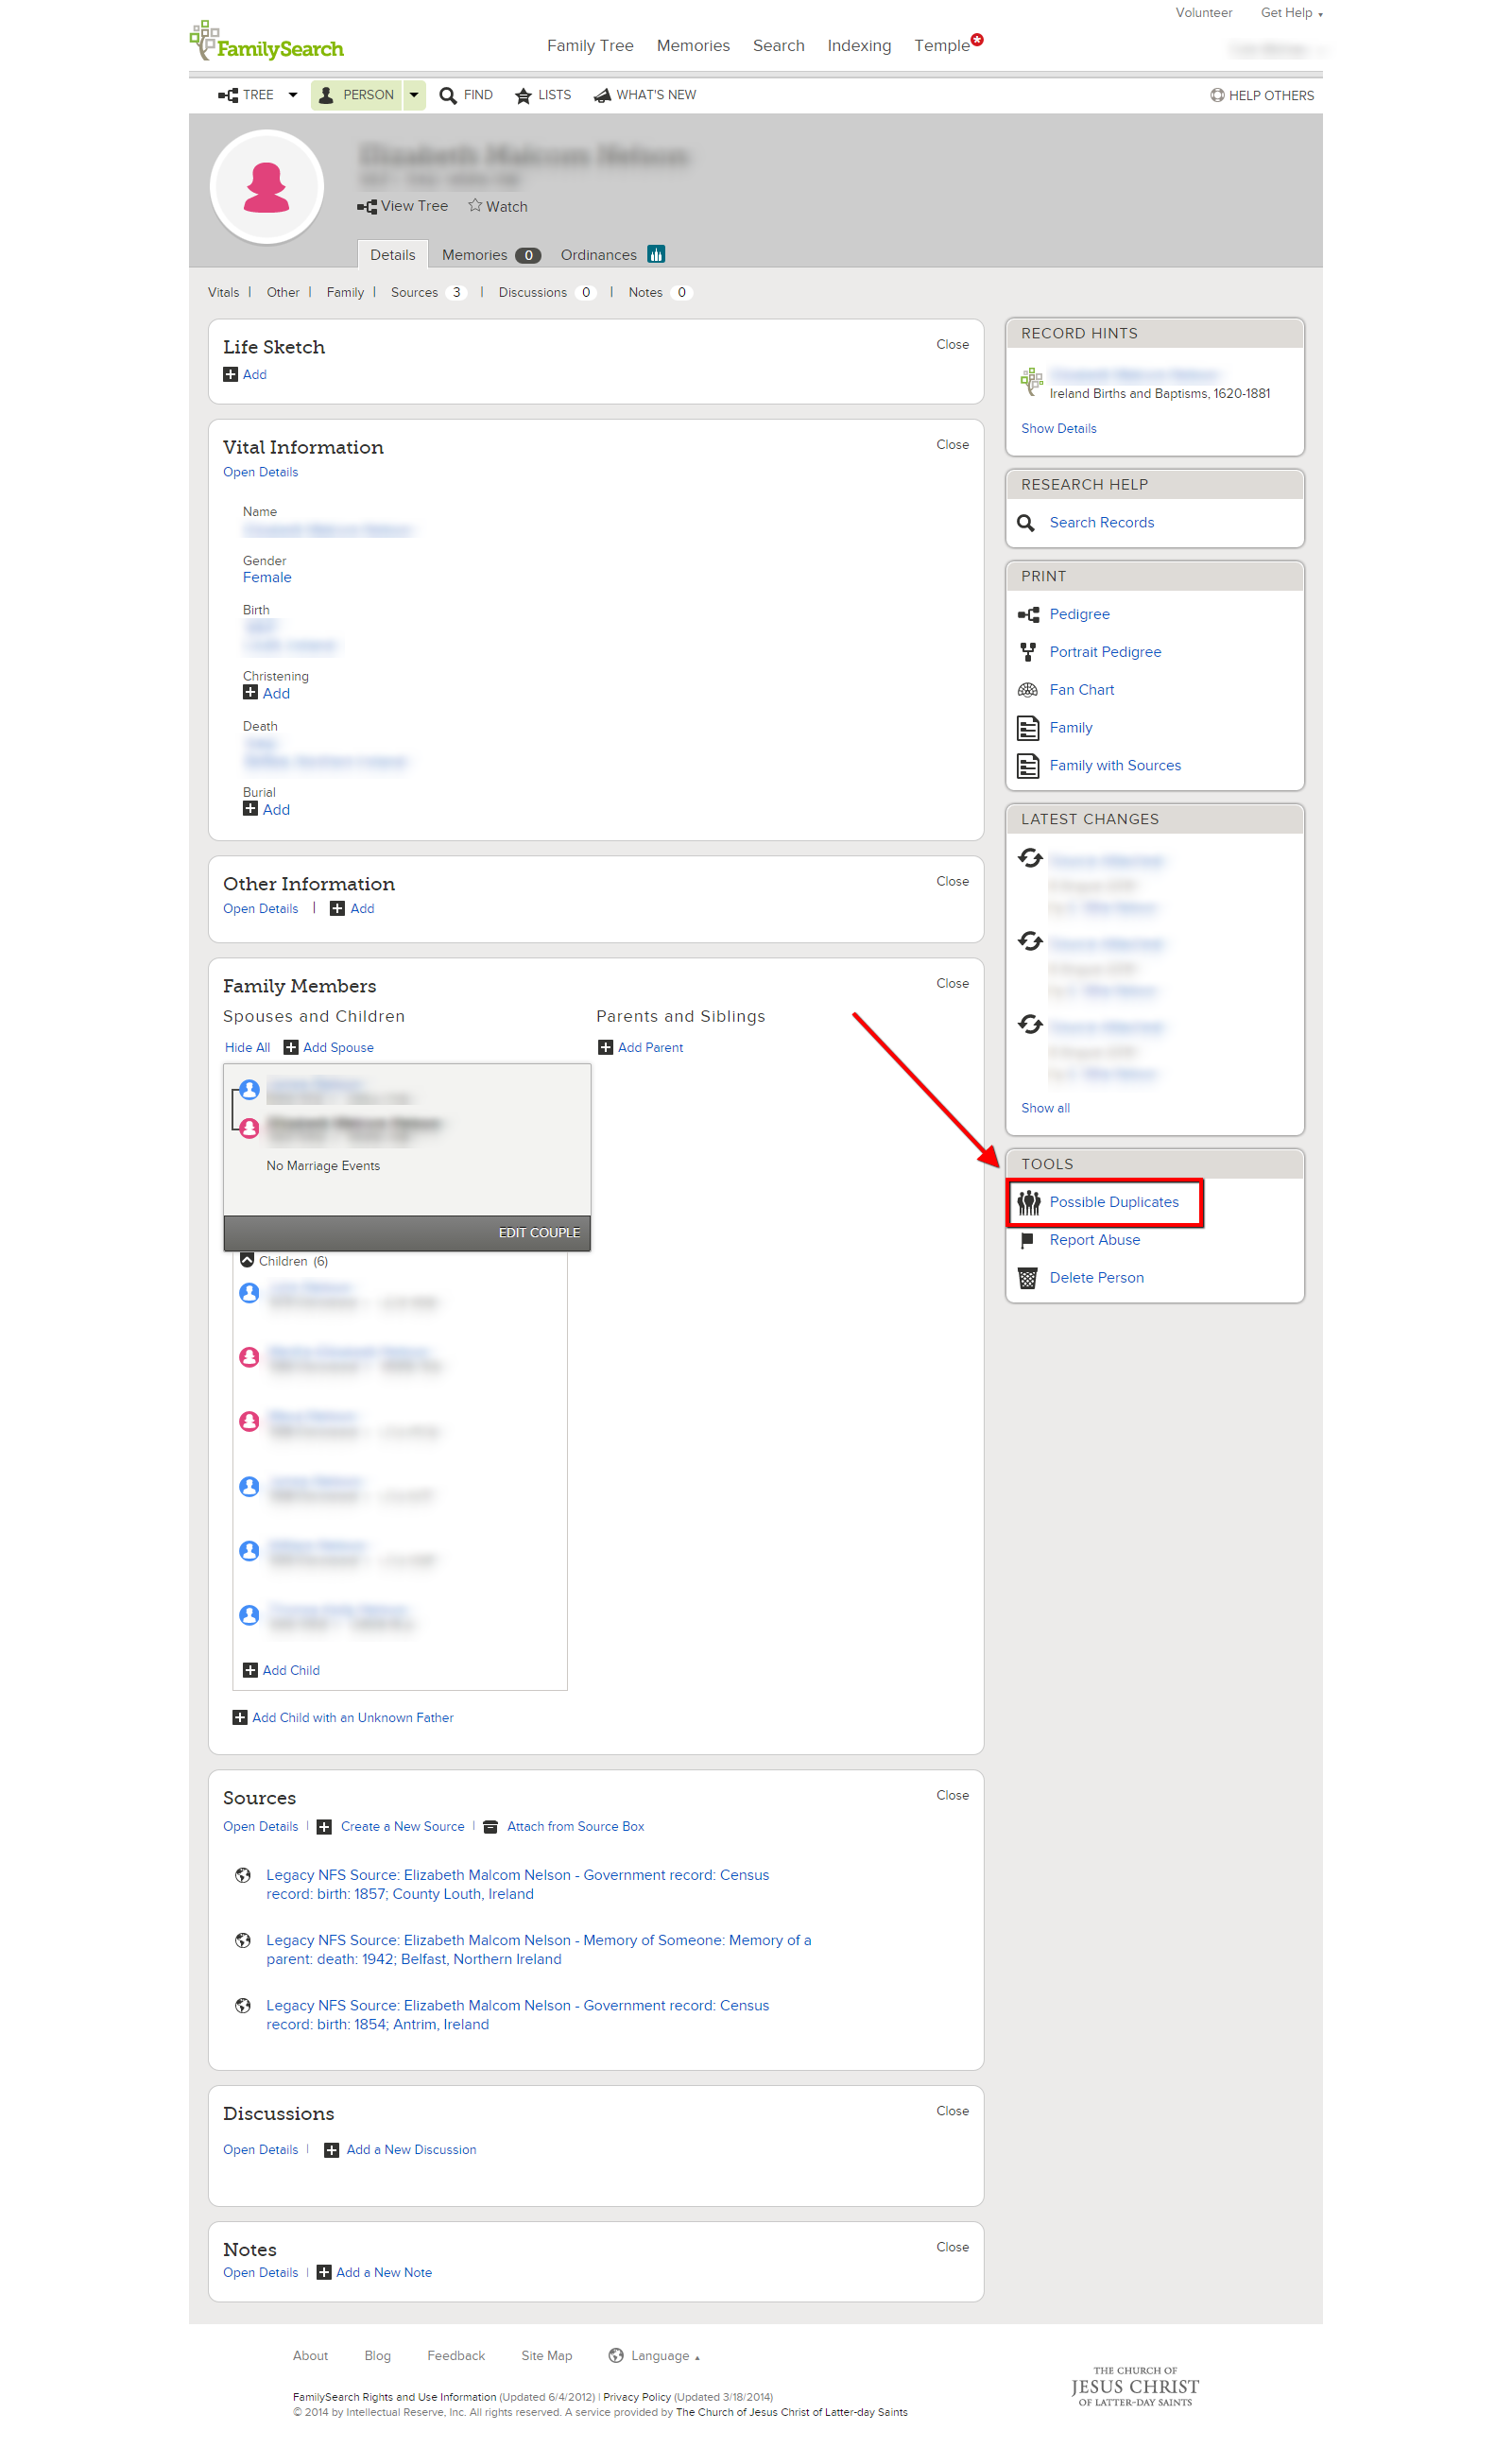 Volunteer Get Help
FamilySearch
Family Tree Memories Search Indexing Temple
TREE PERSON FIND LISTS WHAT'S NEW HELP OTHERS
View Tree Watch
Details Memories 0 Ordinances
Vitals | Other | Family | Sources 3 | Discussions 0 | Notes 0
Life Sketch Close
Add
Vital Information Close
Open Details
Name
Gender
Female
Birth
Christening
Add
Death
Burial
Add
Other Information Close
Open Details | Add
Family Members Close
Spouses and Children
Hide All Add Spouse
No Marriage Events
EDIT COUPLE
Children (6)
Add Child
Add Child with an Unknown Father
Parents and Siblings
Add Parent
Sources Close
Open Details | Create a New Source | Attach from Source Box
Legacy NFS Source: Elizabeth Malcom Nelson - Government record: Census
record: birth: 1857; County Louth, Ireland
Legacy NFS Source: Elizabeth Malcom Nelson - Memory of Someone: Memory of a
parent: death: 1942; Belfast, Northern Ireland
Legacy NFS Source: Elizabeth Malcom Nelson - Government record: Census
record: birth: 1854; Antrim, Ireland
Discussions Close
Open Details | Add a New Discussion
Notes Close
Open Details | Add a New Note
RECORD HINTS
Ireland Births and Baptisms, 1620-1881
Show Details
RESEARCH HELP
Search Records
PRINT
Pedigree
Portrait Pedigree
Fan Chart
Family
Family with Sources
LATEST CHANGES
Show all
TOOLS
Possible Duplicates
Report Abuse
Delete Person
About Blog Feedback Site Map Language
FamilySearch Rights and Use Information (Updated 6/4/2012) | Privacy Policy (Updated 3/18/2014)
© 2014 by Intellectual Reserve, Inc. All rights reserved. A service provided by The Church of Jesus Christ of Latter-day Saints
THE CHURCH OF
JESUS CHRIST
OF LATTER-DAY SAINTS